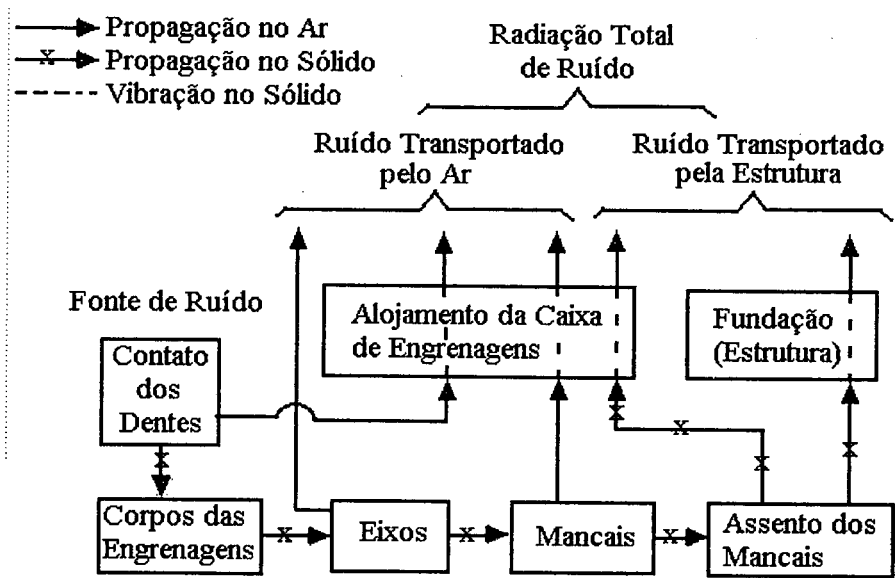 Propagação no Ar
x Propagação no Sólido
Vibração no Sólido
Radiação Total
de Ruído
Ruído Transportado
pelo Ar
Ruído Transportado
pela Estrutura
Fonte de Ruído
Contato
dos
Dentes
Alojamento da Caixa
de Engrenagens
Fundação
(Estrutura)
x
x
x
x
x
Corpos das
Engrenagens
x
Eixos
x
Mancais
x
Assento dos
Mancais